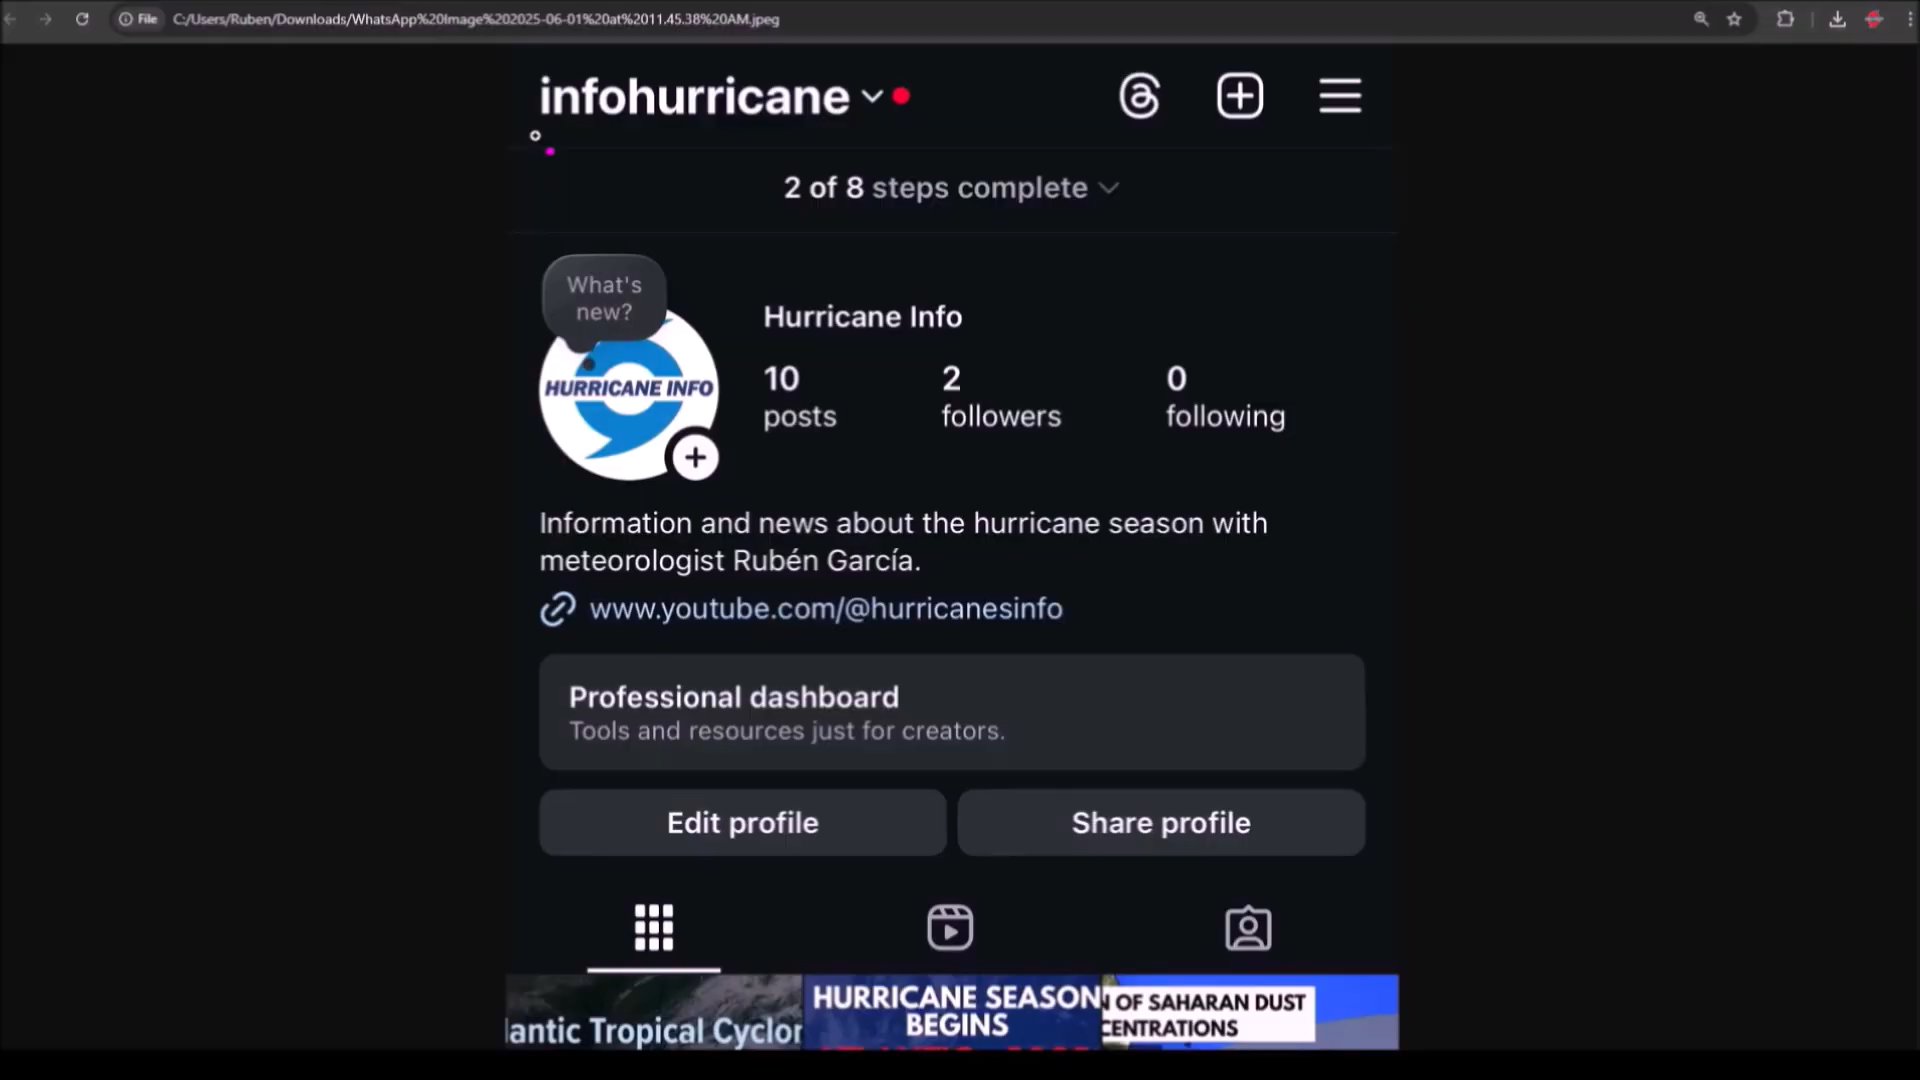 File C:/Users/Ruben/Downloads/WhatsApp%20Image%202025-06-01%20at%2011.45.38%20AM.jpeg
infohurricane
2 of 8 steps complete
What's
new?
Hurricane Info
10 2 0
posts followers following
HURRICANE INFO
Information and news about the hurricane season with
meteorologist Rubén García.
www.youtube.com/@hurricanesinfo
Professional dashboard
Tools and resources just for creators.
Edit profile Share profile
HURRICANE SEASON
BEGINS
lantic Tropical Cyclon
OF SAHARAN DUST
CENTRATIONS